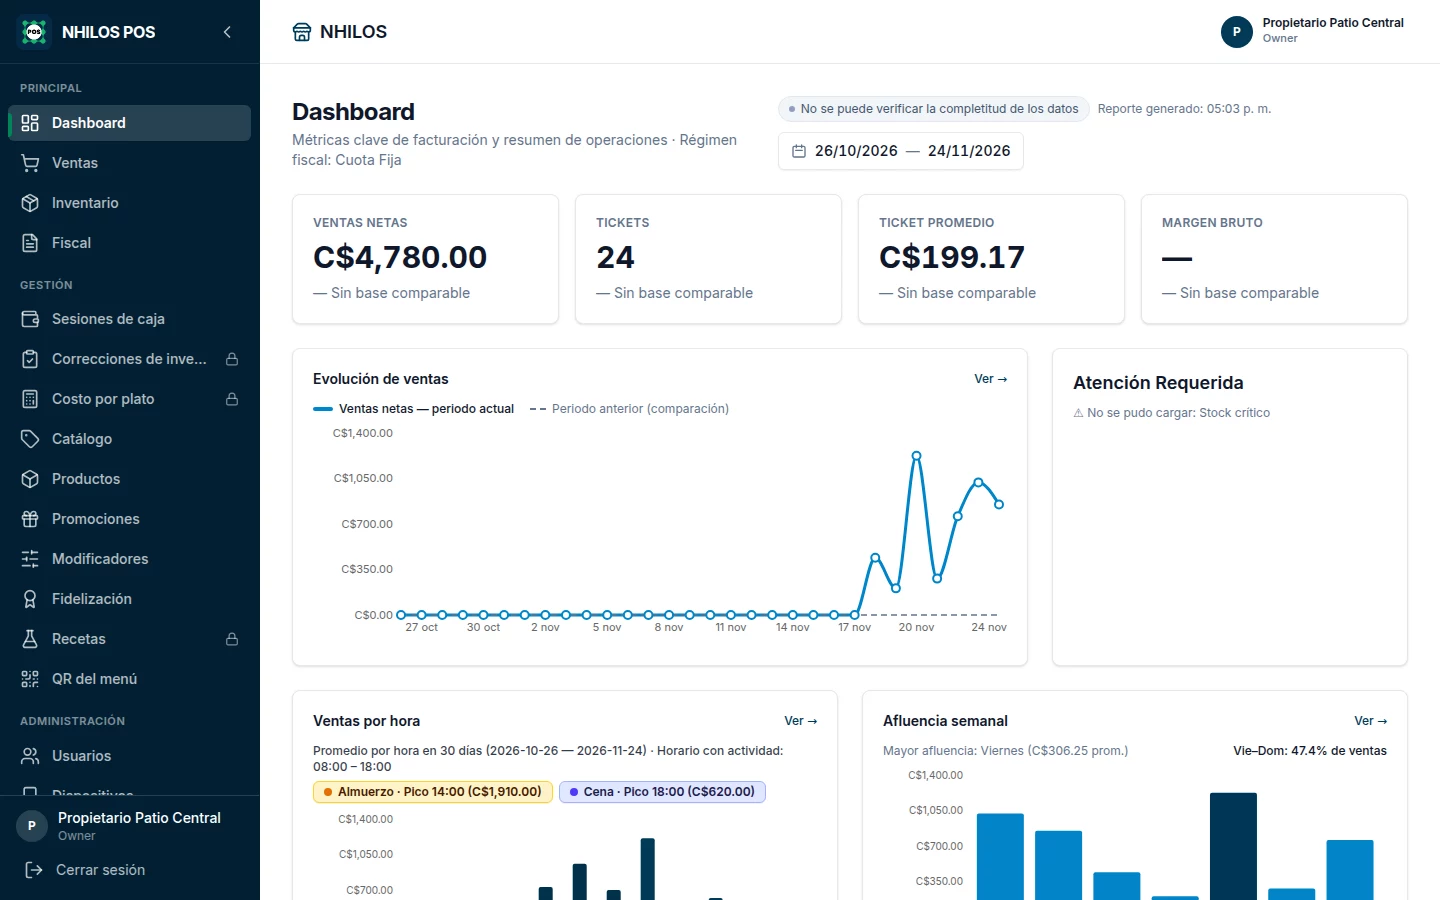 POS
NHILOS POS
PRINCIPAL
Dashboard
Ventas
Inventario
Fiscal
GESTIÓN
Sesiones de caja
Correcciones de inve...
Costo por plato
Catálogo
Productos
Promociones
Modificadores
Fidelización
Recetas
QR del menú
ADMINISTRACIÓN
Usuarios
Dispositivos
P
Propietario Patio Central
Owner
Cerrar sesión
NHILOS
P
Propietario Patio Central
Owner
Dashboard
Métricas clave de facturación y resumen de operaciones · Régimen
fiscal: Cuota Fija
No se puede verificar la completitud de los datos
Reporte generado: 05:03 p. m.
26/10/2026 — 24/11/2026
VENTAS NETAS
C$4,780.00
— Sin base comparable
TICKETS
24
— Sin base comparable
TICKET PROMEDIO
C$199.17
— Sin base comparable
MARGEN BRUTO
—
— Sin base comparable
Evolución de ventas
Ver →
Ventas netas — periodo actual
Periodo anterior (comparación)
C$1,400.00
C$1,050.00
C$700.00
C$350.00
C$0.00
27 oct
30 oct
2 nov
5 nov
8 nov
11 nov
14 nov
17 nov
20 nov
24 nov
Atención Requerida
⚠ No se pudo cargar: Stock crítico
Ventas por hora
Ver →
Promedio por hora en 30 días (2026-10-26 — 2026-11-24) · Horario con actividad:
08:00 – 18:00
Almuerzo · Pico 14:00 (C$1,910.00)
Cena · Pico 18:00 (C$620.00)
C$1,400.00
C$1,050.00
C$700.00
Afluencia semanal
Ver →
Mayor afluencia: Viernes (C$306.25 prom.)
Vie–Dom: 47.4% de ventas
C$1,400.00
C$1,050.00
C$700.00
C$350.00